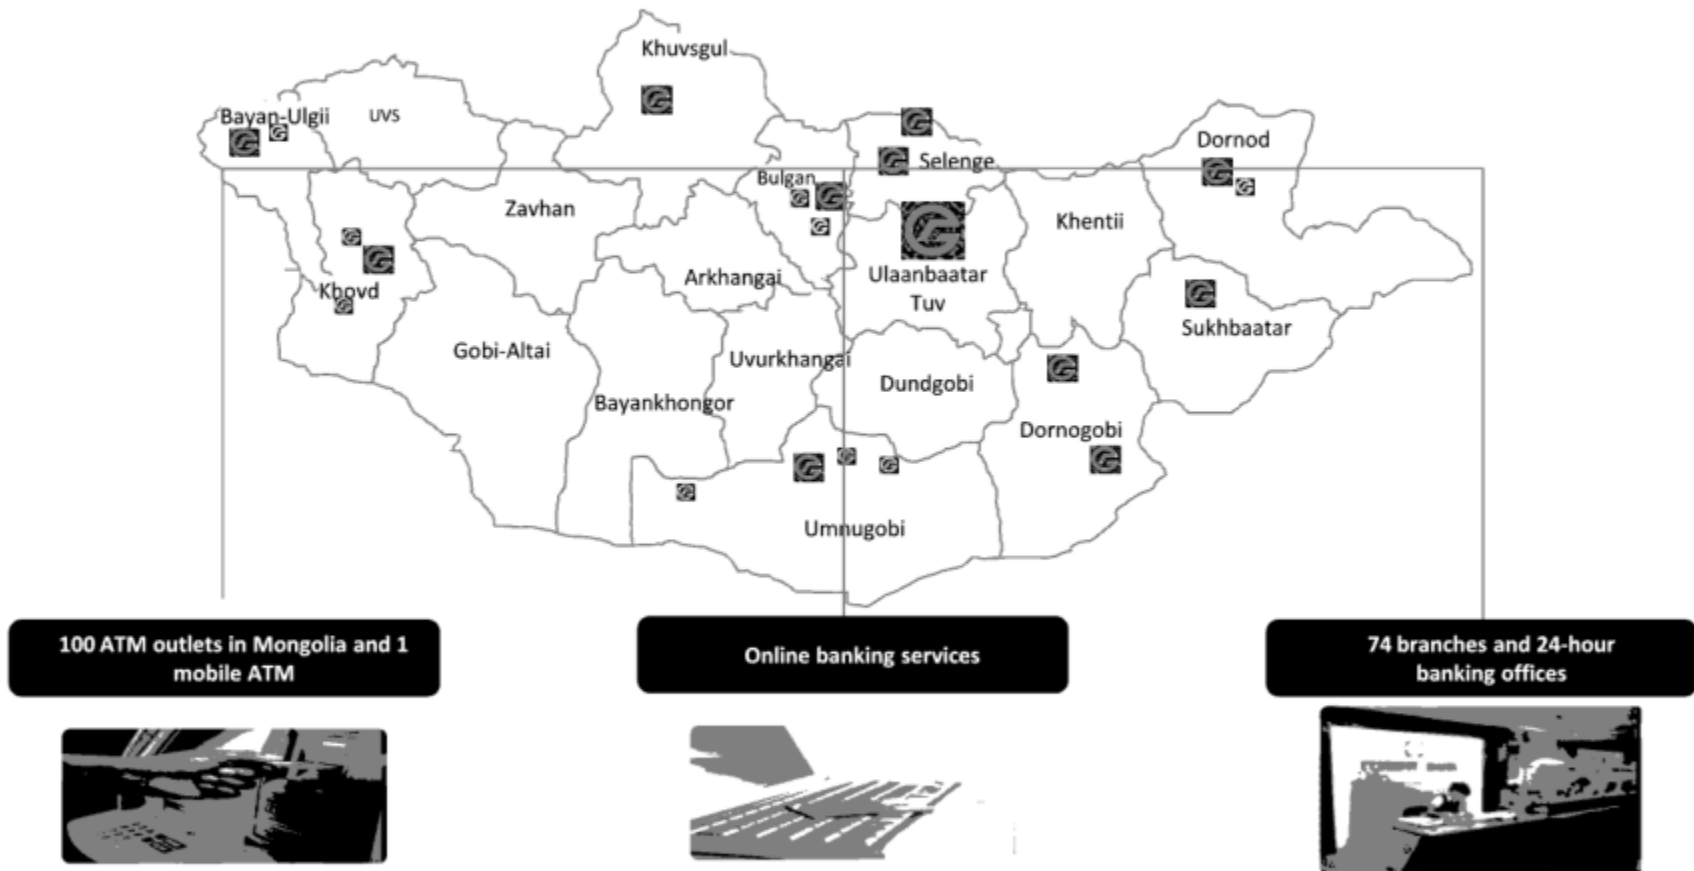 Khuvsgul
Bayan-Ulgii
UVS
Dornod
Selenge
Bulgan
Zavhan
Khentii
Arkhangai
Ulaanbaatar
Tuv
Khovd
Sukhbaatar
Gobi-Altai
Uvurkhangai
Dundgobi
Bayankhongor
Dornogobi
Umnugobi
100 ATM outlets in Mongolia and 1
mobile ATM
Online banking services
74 branches and 24-hour
banking offices